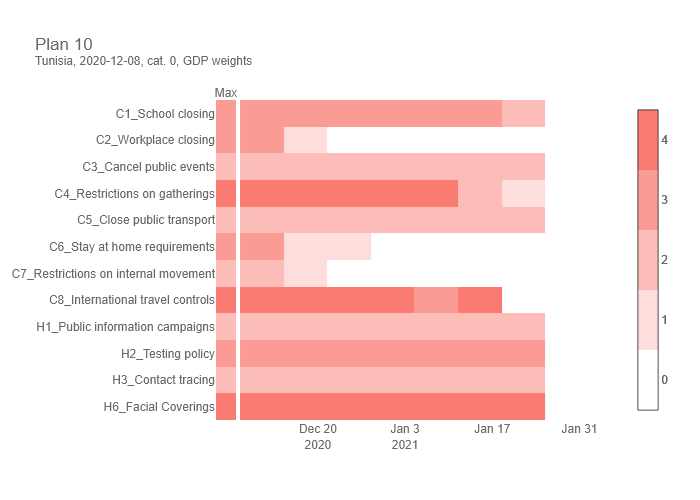 Plan 10
Tunisia, 2020-12-08, cat. 0, GDP weights
Max
C1_School closing
C2_Workplace closing
C3_Cancel public events
C4_Restrictions on gatherings
C5_Close public transport
C6_Stay at home requirements
C7_Restrictions on internal movement
C8_International travel controls
H1_Public information campaigns
H2_Testing policy
H3_Contact tracing
H6_Facial Coverings
Dec 20 Jan 3 Jan 17 Jan 31
2020 2021
4
3
2
1
0